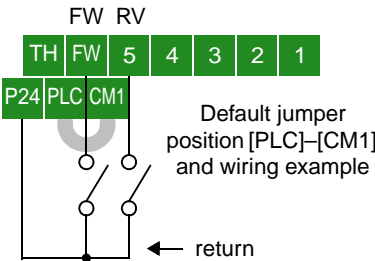 FW RV
TH FW 5 4 3 2 1
P24 PLC CM1
Default jumper
position [PLC]–[CM1]
and wiring example
return